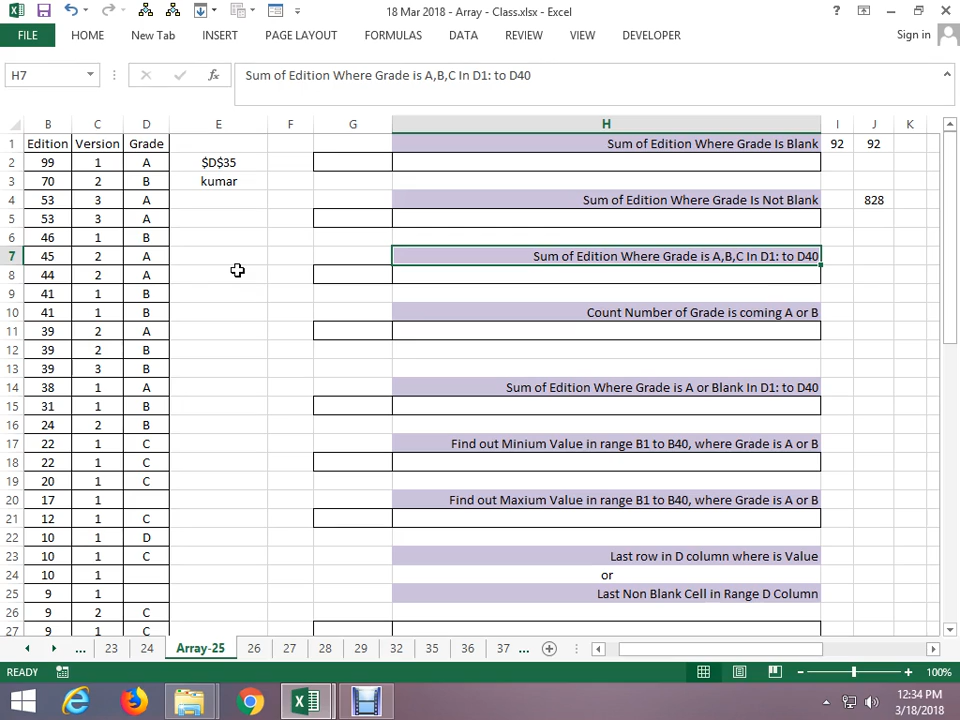 18 Mar 2018 - Array - Class.xlsx - Excel
?
FILE HOME New Tab INSERT PAGE LAYOUT FORMULAS DATA REVIEW VIEW DEVELOPER Sign in
H7 fx Sum of Edition Where Grade is A,B,C In D1: to D40
B C D E F G H I J K
1 Edition Version Grade Sum of Edition Where Grade Is Blank 92 92
2 99 1 A $D$35
3 70 2 B kumar
4 53 3 A Sum of Edition Where Grade Is Not Blank 828
5 53 3 A
6 46 1 B
7 45 2 A Sum of Edition Where Grade is A,B,C In D1: to D40
8 44 2 A
9 41 1 B
10 41 1 B Count Number of Grade is coming A or B
11 39 2 A
12 39 2 B
13 39 3 B
14 38 1 A Sum of Edition Where Grade is A or Blank In D1: to D40
15 31 1 B
16 24 2 B
17 22 1 C Find out Minium Value in range B1 to B40, where Grade is A or B
18 22 1 C
19 20 1 C
20 17 1 Find out Maxium Value in range B1 to B40, where Grade is A or B
21 12 1 C
22 10 1 D
23 10 1 C Last row in D column where is Value
24 10 1 or
25 9 1 Last Non Blank Cell in Range D Column
26 9 2 C
27 9 1 C
... 23 24 Array-25 26 27 28 29 32 35 36 37 ...
READY 100%
12:34 PM
3/18/2018